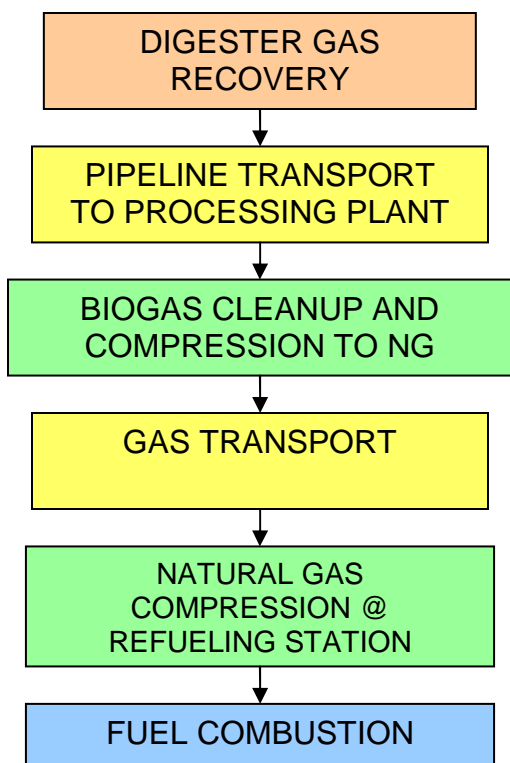 DIGESTER GAS
RECOVERY
PIPELINE TRANSPORT
TO PROCESSING PLANT
BIOGAS CLEANUP AND
COMPRESSION TO NG
GAS TRANSPORT
NATURAL GAS
COMPRESSION @
REFUELING STATION
FUEL COMBUSTION